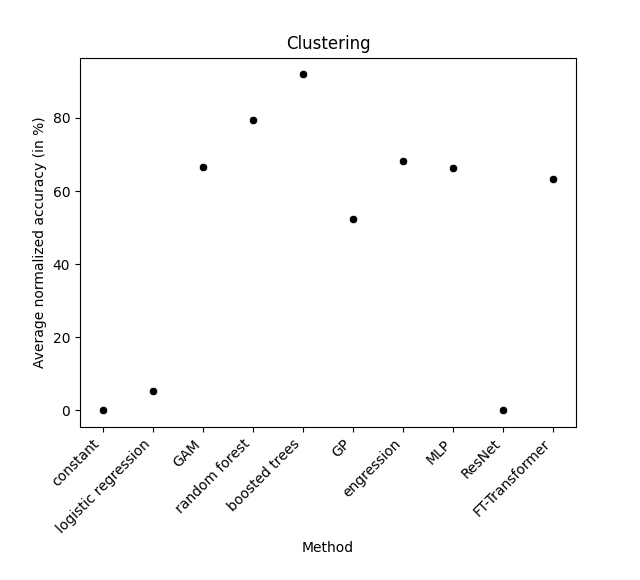 Clustering
Average normalized accuracy (in %)
80
60
40
20
0
constant
logistic regression
GAM
random forest
boosted trees
GP
engression
MLP
ResNet
FT-Transformer
Method